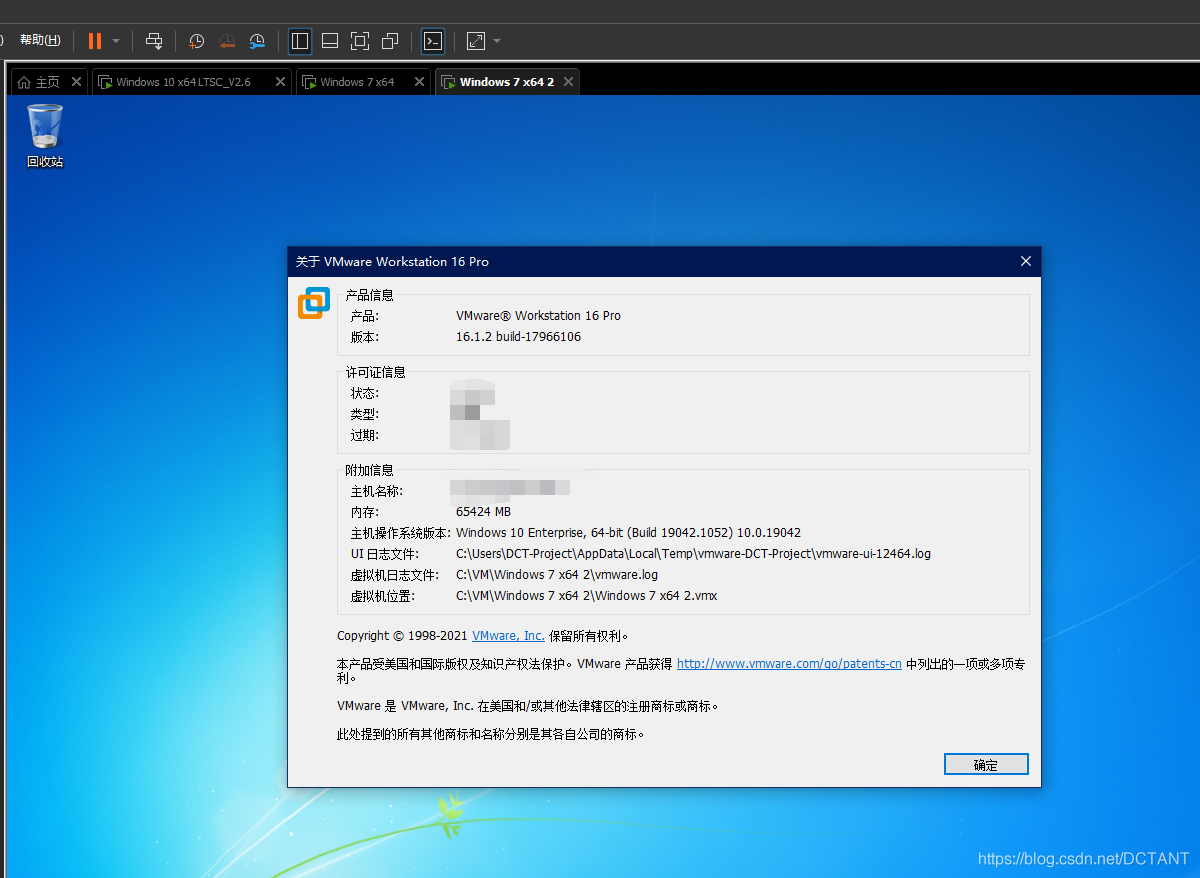 ) 帮助(H)
主页 Windows 10 x64 LTSC_V2.6 Windows 7 x64 Windows 7 x64 2
回收站
关于 VMware Workstation 16 Pro
产品信息
产品: VMware® Workstation 16 Pro
版本: 16.1.2 build-17966106
许可证信息
状态:
类型:
过期:
附加信息
主机名称:
内存: 65424 MB
主机操作系统版本: Windows 10 Enterprise, 64-bit (Build 19042.1052) 10.0.19042
UI 日志文件: C:\Users\DCT-Project\AppData\Local\Temp\vmware-DCT-Project\vmware-ui-12464.log
虚拟机日志文件: C:\VM\Windows 7 x64 2\vmware.log
虚拟机位置: C:\VM\Windows 7 x64 2\Windows 7 x64 2.vmx
Copyright © 1998-2021 VMware, Inc. 保留所有权利。
本产品受美国和国际版权及知识产权法保护。VMware 产品获得 http://www.vmware.com/go/patents-cn 中列出的一项或多项专
利。
VMware 是 VMware, Inc. 在美国和/或其他法律辖区的注册商标或商标。
此处提到的所有其他商标和名称分别是其各自公司的商标。
确定
https://blog.csdn.net/DCTANT